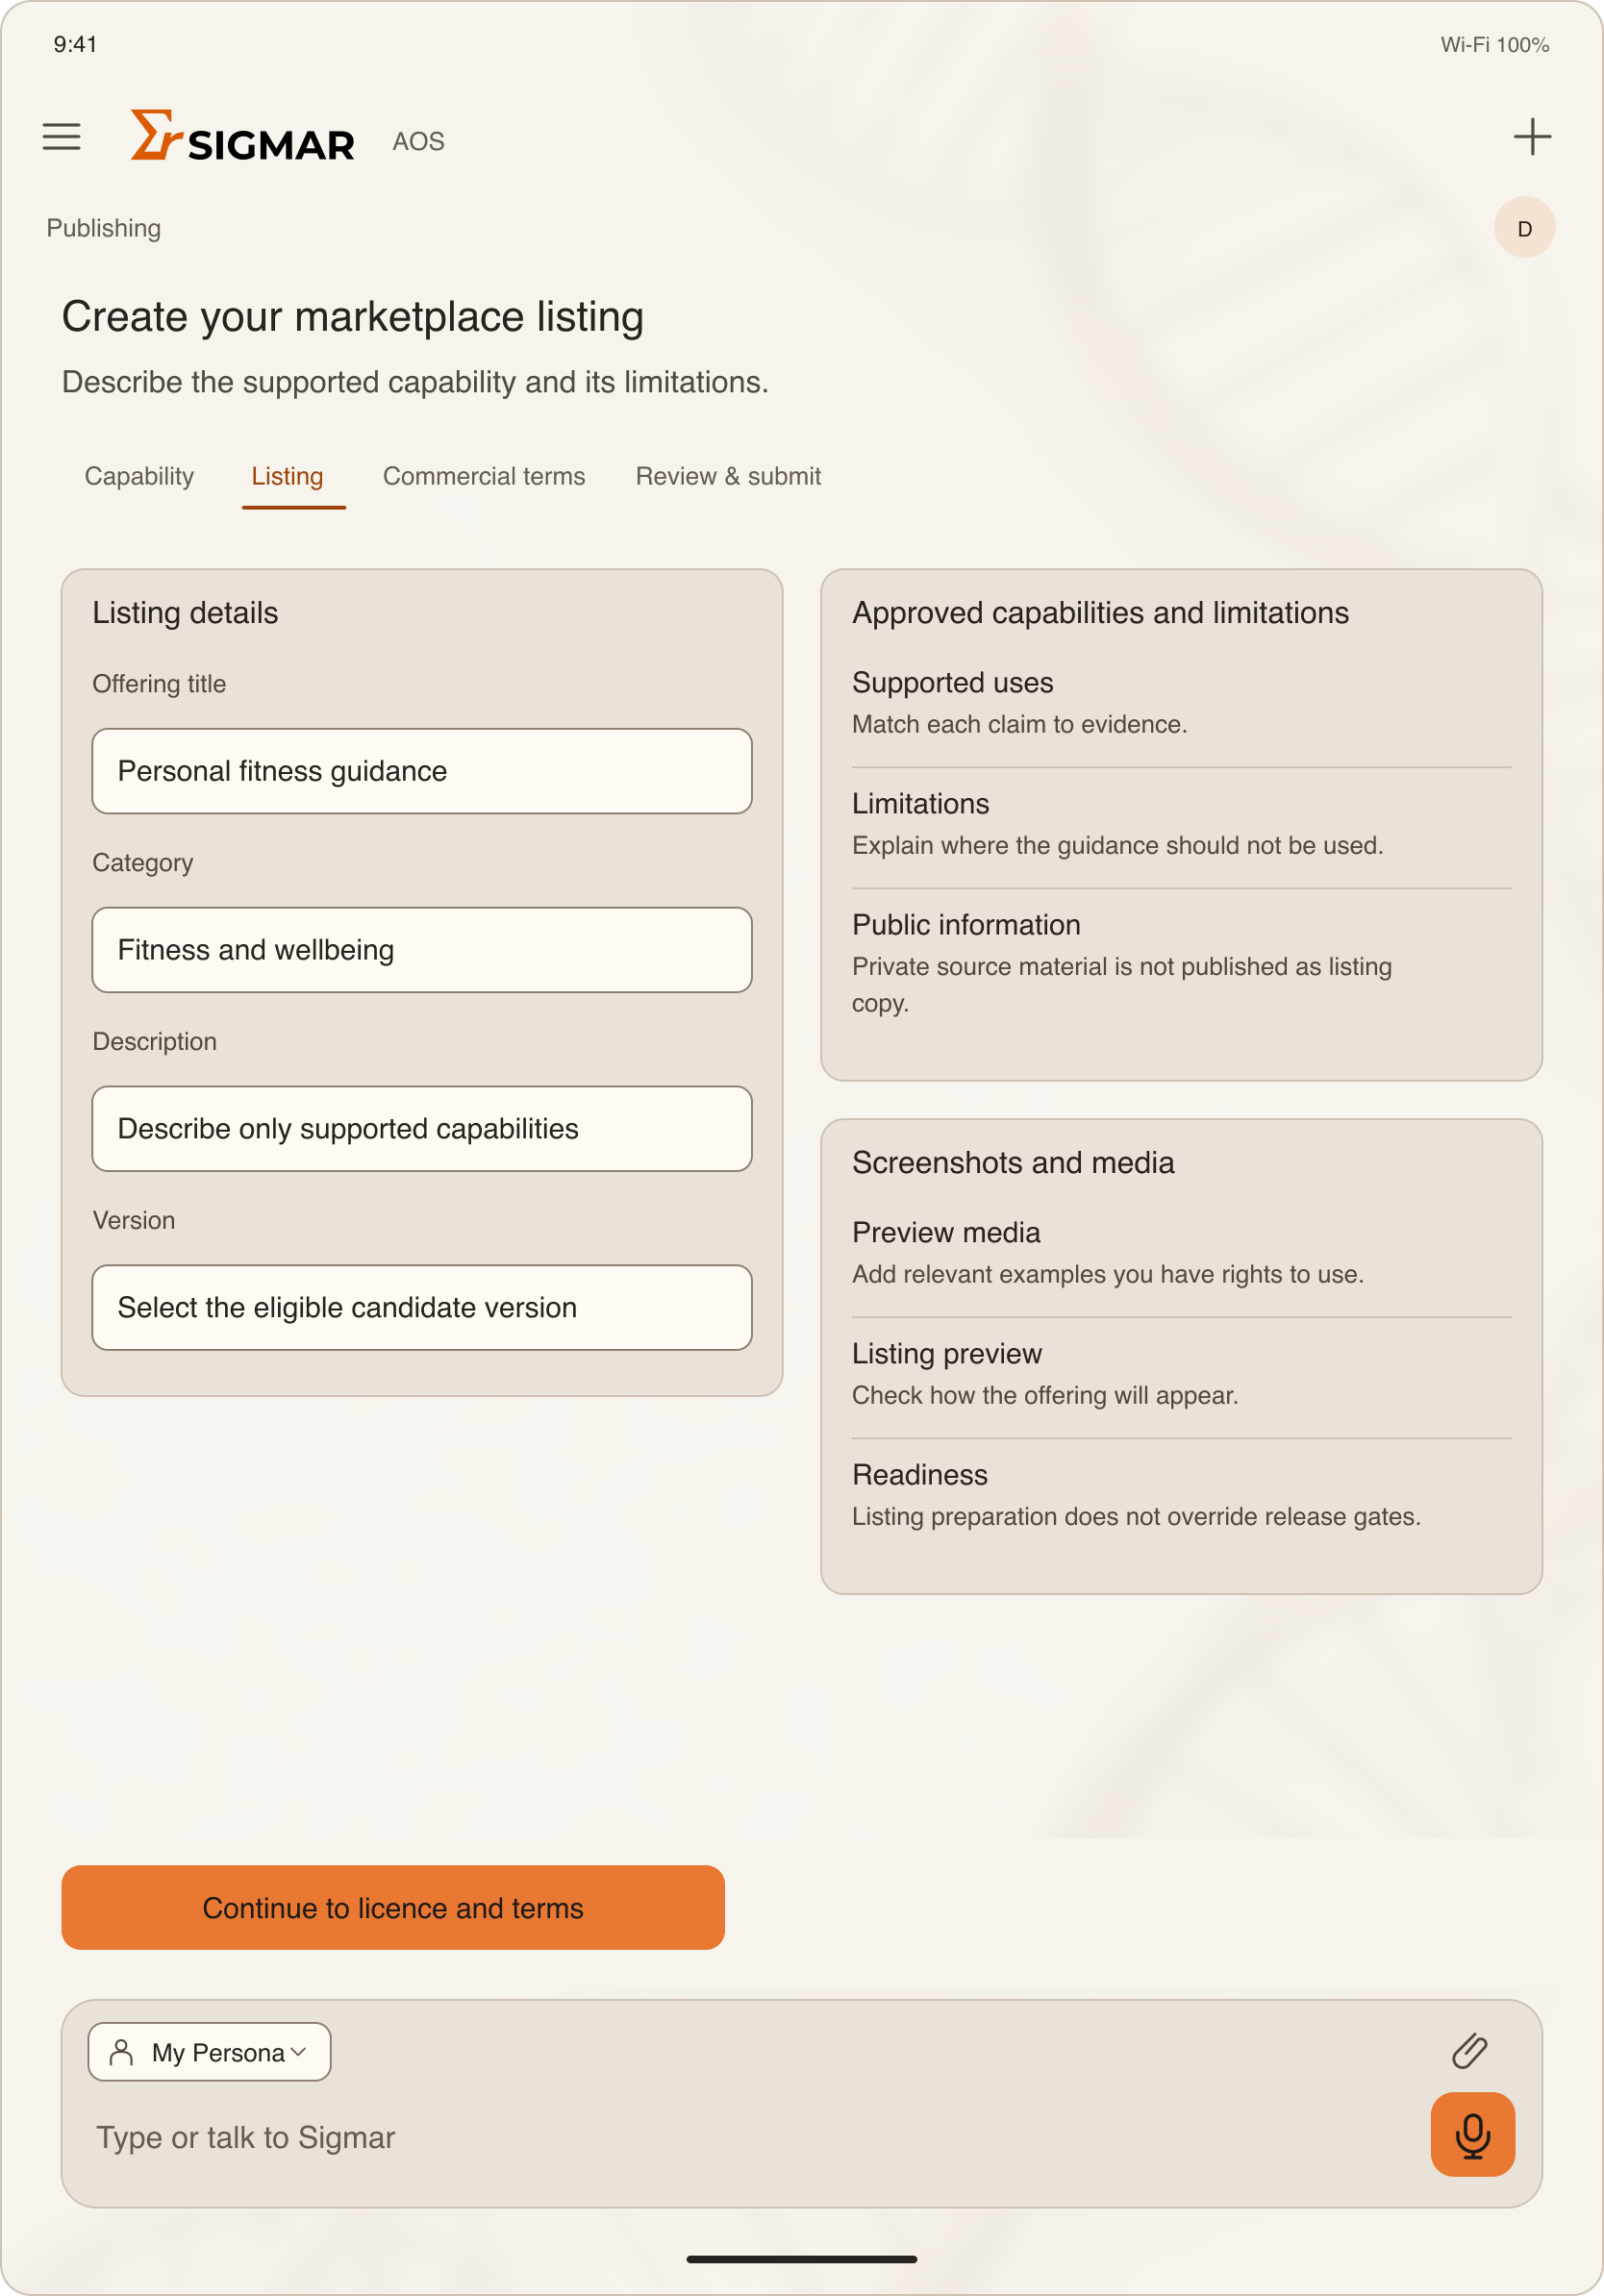 9:41
Wi-Fi 100%
Σr SIGMAR AOS
Publishing
D
Create your marketplace listing
Describe the supported capability and its limitations.
Capability Listing Commercial terms Review & submit
Listing details
Offering title
Personal fitness guidance
Category
Fitness and wellbeing
Description
Describe only supported capabilities
Version
Select the eligible candidate version
Approved capabilities and limitations
Supported uses
Match each claim to evidence.
Limitations
Explain where the guidance should not be used.
Public information
Private source material is not published as listing
copy.
Screenshots and media
Preview media
Add relevant examples you have rights to use.
Listing preview
Check how the offering will appear.
Readiness
Listing preparation does not override release gates.
Continue to licence and terms
My Persona
Type or talk to Sigmar